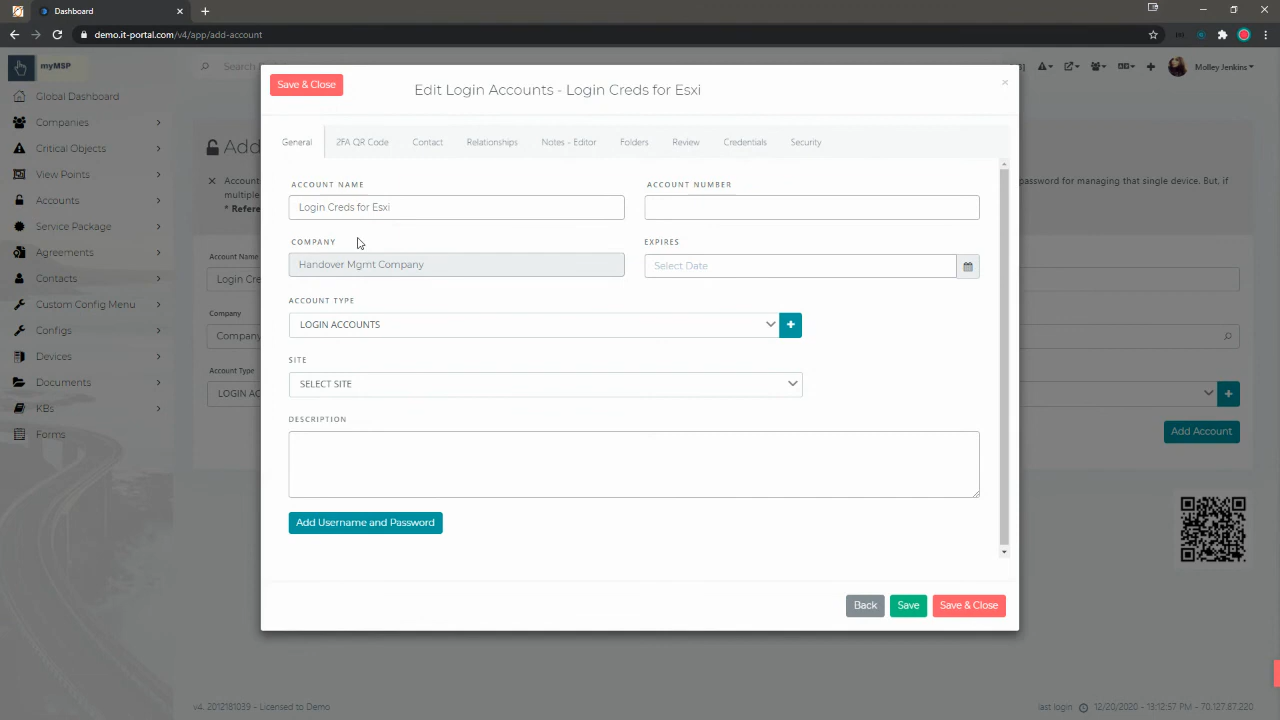 Dashboard
demo.it-portal.com/v4/app/add-account
myMSP
Search
Molley Jenkins
Global Dashboard
Companies
Critical Objects
View Points
Accounts
Service Package
Agreements
Contacts
Custom Config Menu
Configs
Devices
Documents
KBs
Forms
Add
Account
password for managing that single device. But, if
multiple
* Refere
Account Name
Login Cr
Company
Company
Account Type
LOGIN AC
Add Account
Save & Close
Edit Login Accounts - Login Creds for Esxi
×
General
2FA QR Code
Contact
Relationships
Notes - Editor
Folders
Review
Credentials
Security
ACCOUNT NAME
ACCOUNT NUMBER
Login Creds for Esxi
COMPANY
EXPIRES
Handover Mgmt Company
Select Date
ACCOUNT TYPE
LOGIN ACCOUNTS
SITE
SELECT SITE
DESCRIPTION
Add Username and Password
Back
Save
Save & Close
v4. 2012181039 - Licensed to Demo
last login 12/20/2020 - 13:12:57 PM - 70.127.87.220